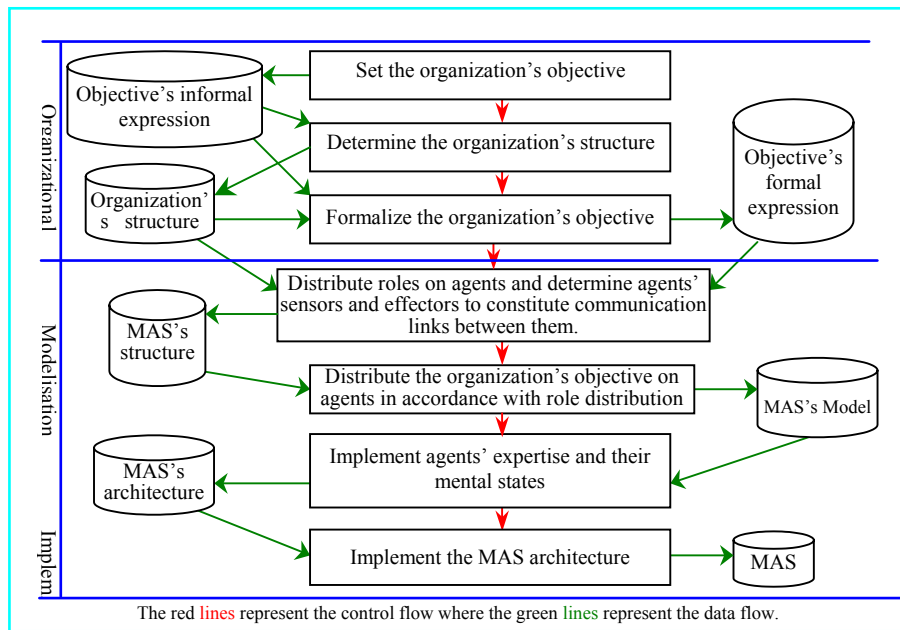 Organizational
Objective's informal
expression
Set the organization's objective
Determine the organization's structure
Organization'
s structure
Formalize the organization's objective
Objective's
formal
expression
Modelisation
Distribute roles on agents and determine agents'
sensors and effectors to constitute communication
links between them.
MAS's
structure
Distribute the organization's objective on
agents in accordance with role distribution
MAS's Model
Implement agents' expertise and their
mental states
MAS's
architecture
Implem
Implement the MAS architecture
MAS
The red lines represent the control flow where the green lines represent the data flow.